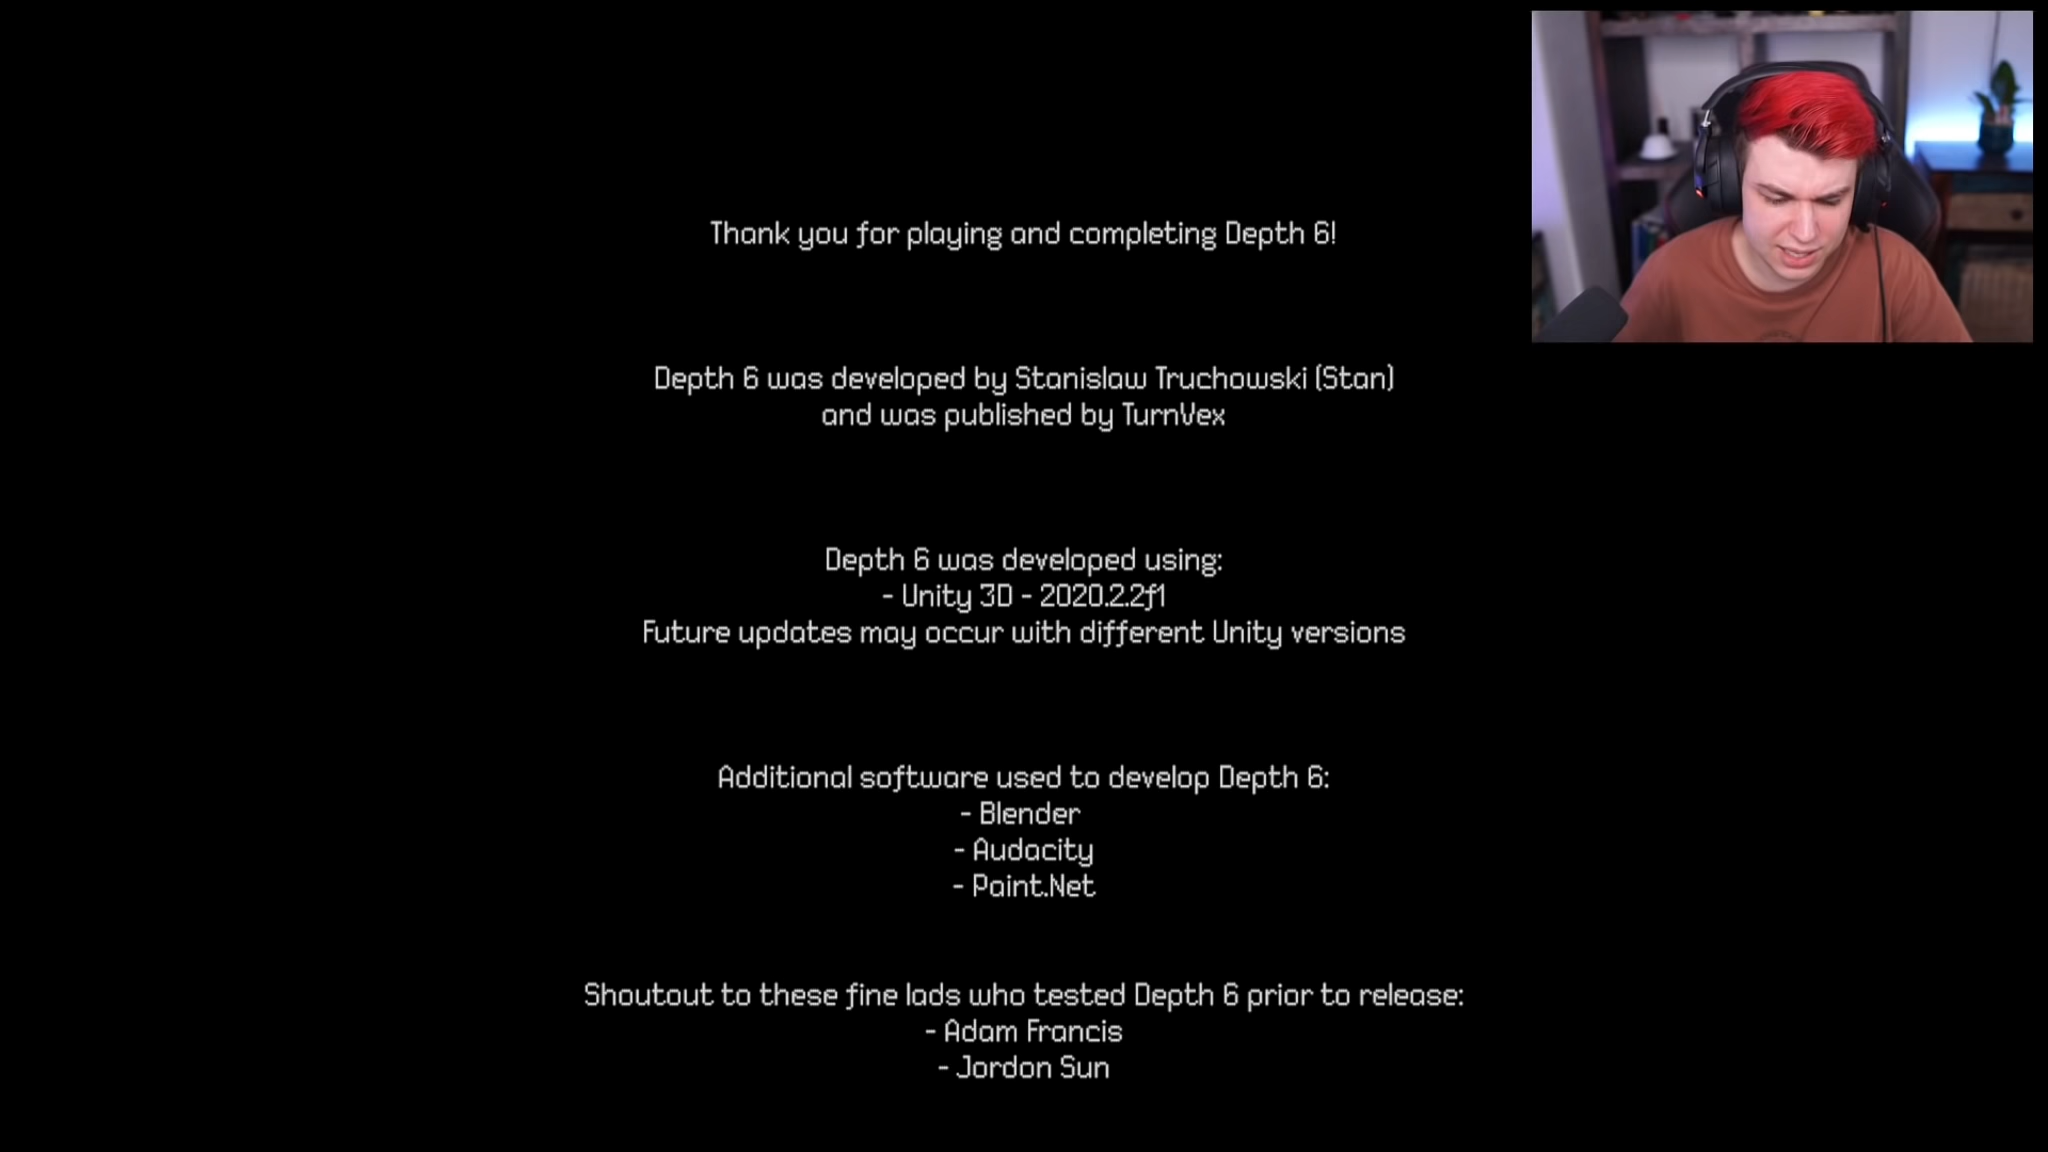 Thank you for playing and completing Depth 6!
Depth 6 was developed by Stanislaw Truchowski (Stan)
and was published by TurnVex
Depth 6 was developed using:
- Unity 3D - 2020.2.2f1
Future updates may occur with different Unity versions
Additional software used to develop Depth 6:
- Blender
- Audacity
- Paint.Net
Shoutout to these fine lads who tested Depth 6 prior to release:
- Adam Francis
- Jordon Sun